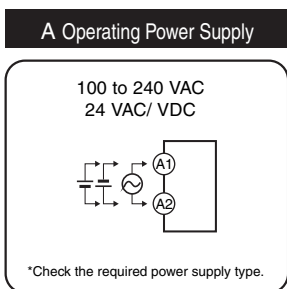 A Operating Power Supply
100 to 240 VAC
24 VAC/ VDC
A1
A2
*Check the required power supply type.